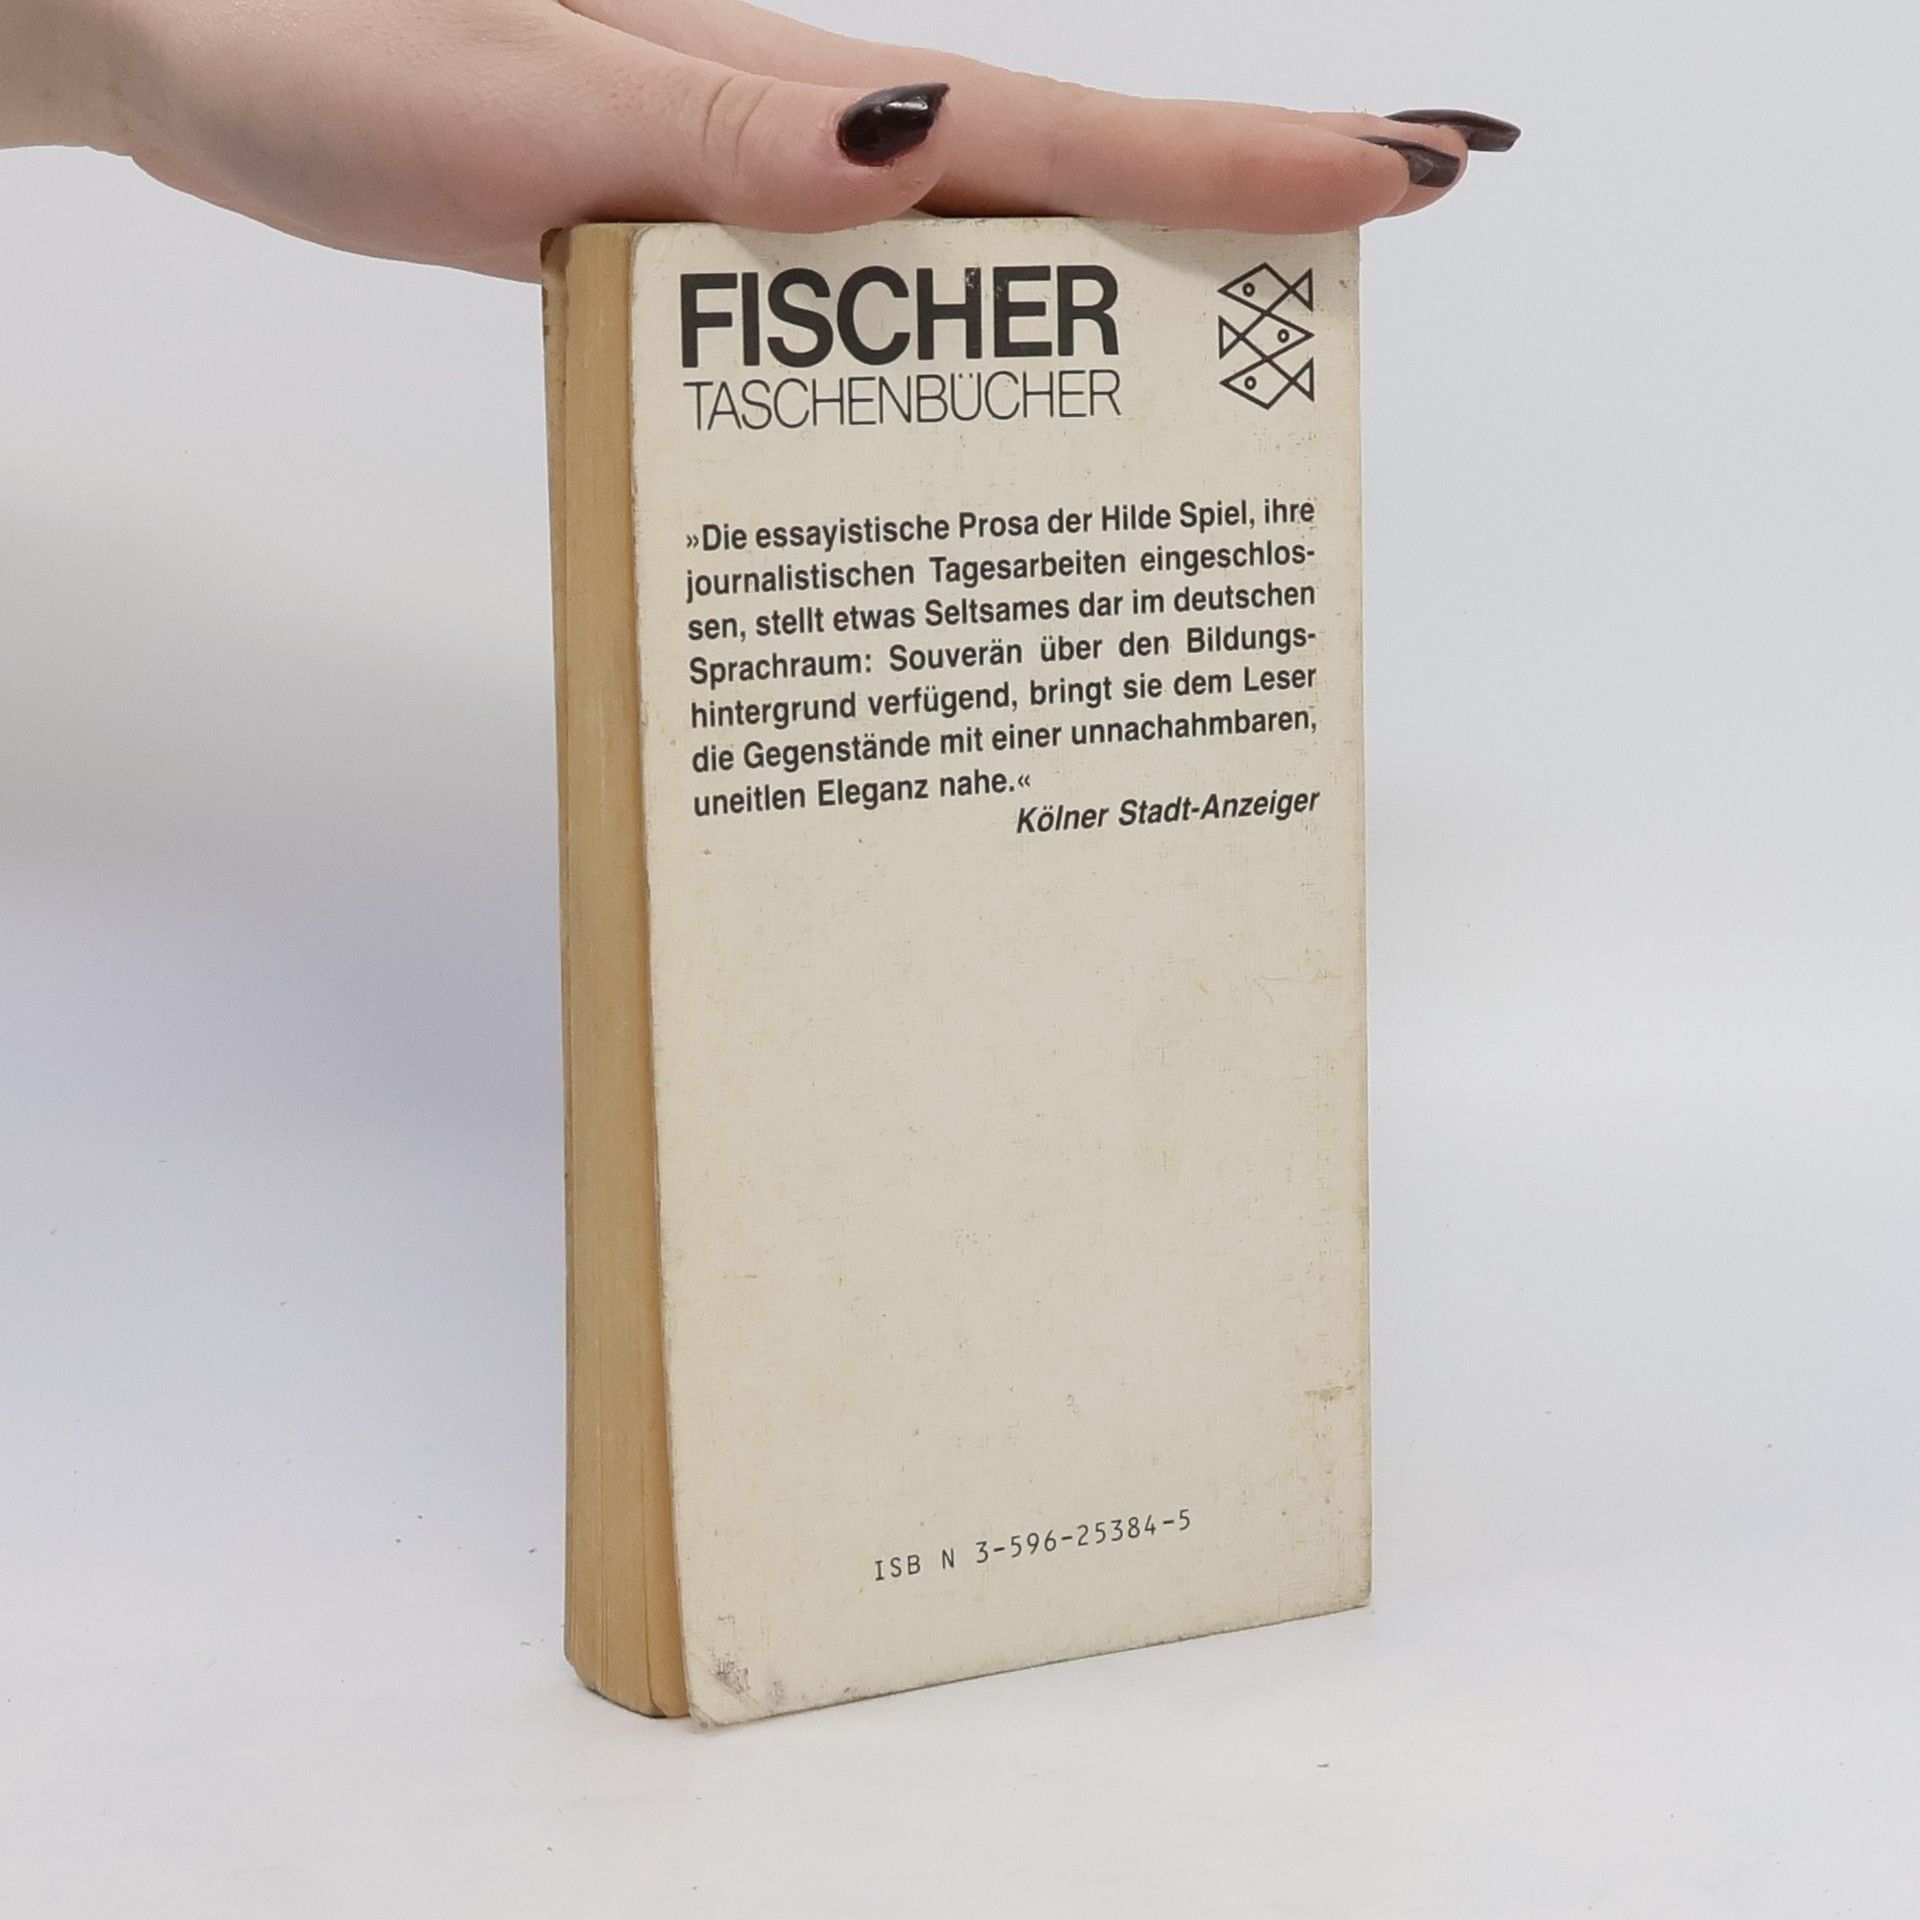 FISCHER
TASCHENBÜCHER
»Die essayistische Prosa der Hilde Spiel, ihre
journalistischen Tagesarbeiten eingeschlos-
sen, stellt etwas Seltsames dar im deutschen
Sprachraum: Souverän über den Bildungs-
hintergrund verfügend, bringt sie dem Leser
die Gegenstände mit einer unnachahmbaren,
uneitlen Eleganz nahe.«
Kölner Stadt-Anzeiger
ISB N 3-596-25384-5